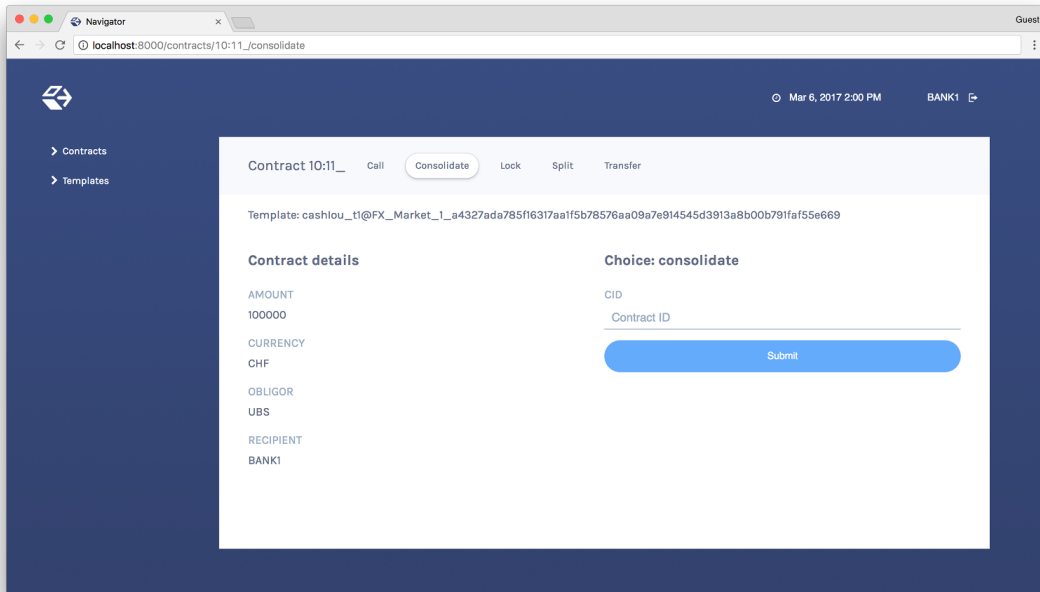 Navigator
Guest
localhost:8000/contracts/10:11_/consolidate
Mar 6, 2017 2:00 PM BANK1
Contracts
Templates
Contract 10:11_ Call Consolidate Lock Split Transfer
Template: cashIou_t1@FX_Market_1_a4327ada785f16317aa1f5b78576aa09a7e914545d3913a8b00b791faf55e669
Contract details
AMOUNT
100000
CURRENCY
CHF
OBLIGOR
UBS
RECIPIENT
BANK1
Choice: consolidate
CID
Contract ID
Submit